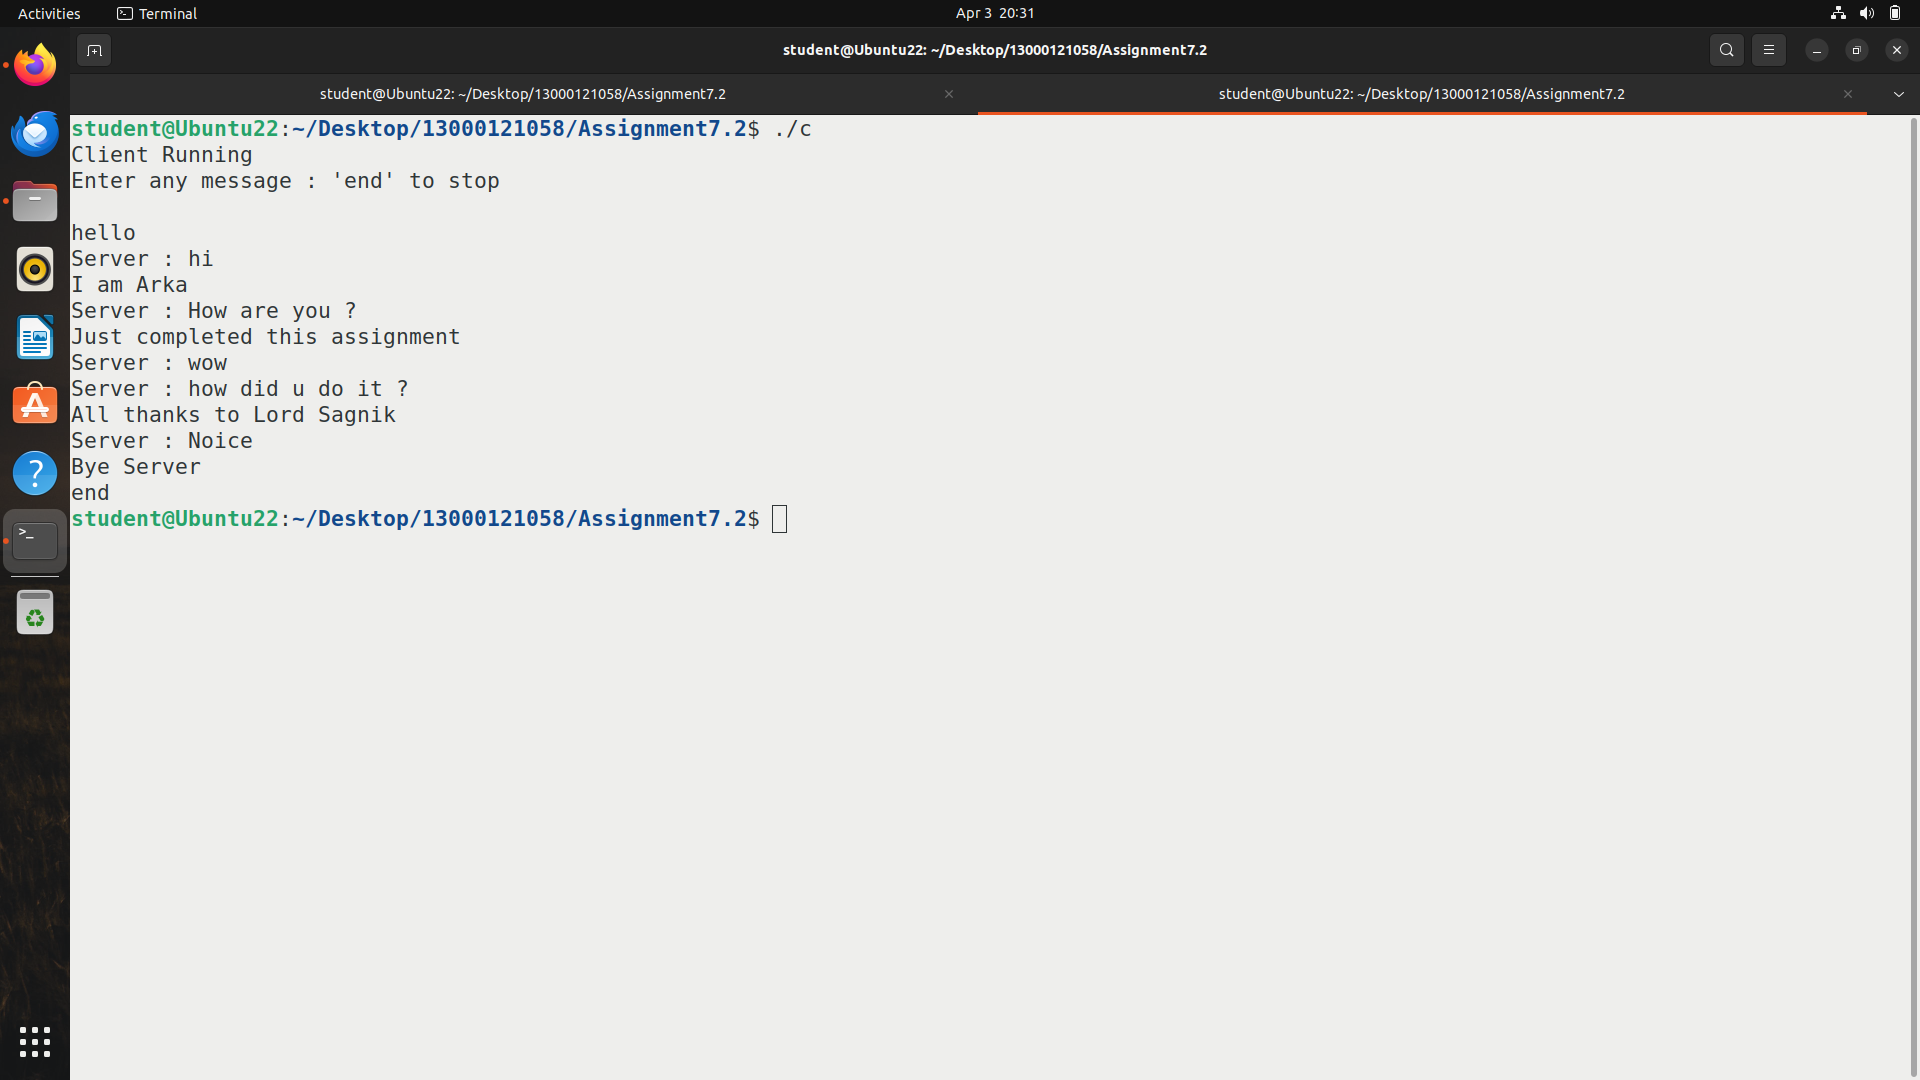 Activities
Terminal
Apr 3 20:31
student@Ubuntu22: ~/Desktop/13000121058/Assignment7.2
student@Ubuntu22: ~/Desktop/13000121058/Assignment7.2
student@Ubuntu22: ~/Desktop/13000121058/Assignment7.2
student@Ubuntu22:~/Desktop/13000121058/Assignment7.2$ ./c
Client Running
Enter any message : 'end' to stop
hello
Server : hi
I am Arka
Server : How are you ?
Just completed this assignment
Server : wow
Server : how did u do it ?
All thanks to Lord Sagnik
Server : Noice
Bye Server
end
student@Ubuntu22:~/Desktop/13000121058/Assignment7.2$